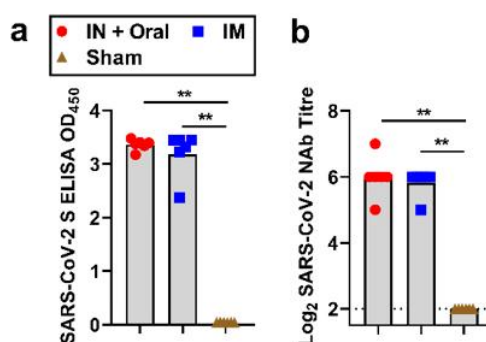 a
IN + Oral IM
Sham
SARS-CoV-2 S ELISA OD450
4
3
2
1
0
**
**
b
Log2 SARS-CoV-2 NAb Titre
8
6
4
2
**
**